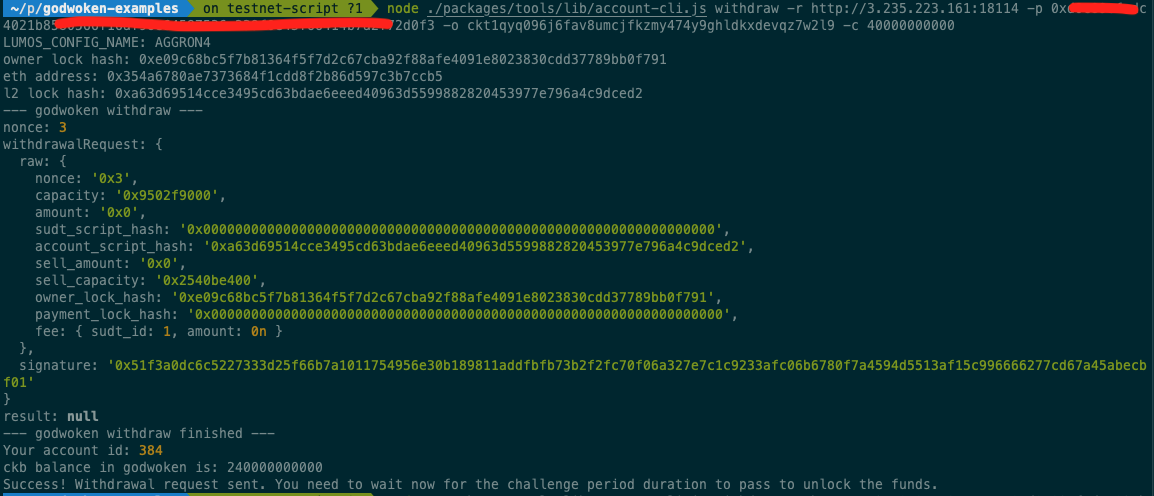 ~/p/godwoken-examples on testnet-script ?1 node ./packages/tools/lib/account-cli.js withdraw -r http://3.235.223.161:18114 -p 0x
4021b85 72d0f3 -o ckt1qyq096j6fav8umcjfkzmy474y9ghldkxdevqz7w2l9 -c 40000000000
LUMOS_CONFIG_NAME: AGGRON4
owner lock hash: 0xe09c68bc5f7b81364f5f7d2c67cba92f88afe4091e8023830cdd37789bb0f791
eth address: 0x354a6780ae7373684f1cdd8f2b86d597c3b7ccb5
l2 lock hash: 0xa63d69514cce3495cd63bdae6eeed40963d5599882820453977e796a4c9dced2
--- godwoken withdraw ---
nonce: 3
withdrawalRequest: {
  raw: {
    nonce: '0x3',
    capacity: '0x9502f9000',
    amount: '0x0',
    sudt_script_hash: '0x0000000000000000000000000000000000000000000000000000000000000000',
    account_script_hash: '0xa63d69514cce3495cd63bdae6eeed40963d5599882820453977e796a4c9dced2',
    sell_amount: '0x0',
    sell_capacity: '0x2540be400',
    owner_lock_hash: '0xe09c68bc5f7b81364f5f7d2c67cba92f88afe4091e8023830cdd37789bb0f791',
    payment_lock_hash: '0x0000000000000000000000000000000000000000000000000000000000000000',
    fee: { sudt_id: 1, amount: 0n }
  },
  signature: '0x51f3a0dc6c5227333d25f66b7a1011754956e30b189811addfbfb73b2f2fc70f06a327e7c1c9233afc06b6780f7a4594d5513af15c996666277cd67a45abecb
f01'
}
result: null
--- godwoken withdraw finished ---
Your account id: 384
ckb balance in godwoken is: 240000000000
Success! Withdrawal request sent. You need to wait now for the challenge period duration to pass to unlock the funds.